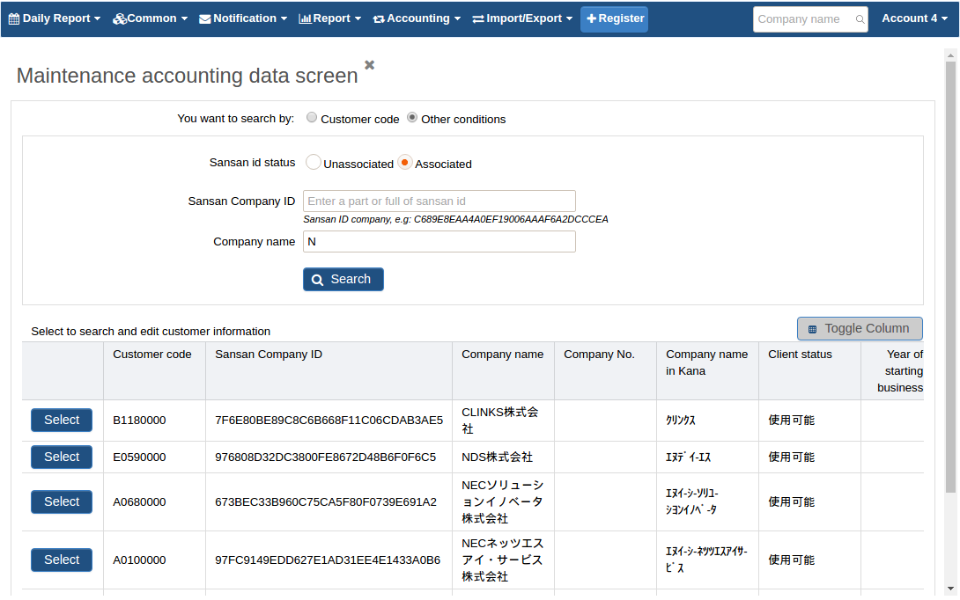 Daily Report Common Notification Report Accounting Import/Export Register Company name Account 4
Maintenance accounting data screen
You want to search by: Customer code Other conditions
Sansan id status Unassociated Associated
Sansan Company ID Enter a part or full of sansan id
Sansan ID company, e.g: C689E8EAA4A0EF19006AAAF6A2DCCCEA
Company name N
Search
Select to search and edit customer information Toggle Column
Customer code Sansan Company ID Company name Company No. Company name Client status Year of
in Kana starting
business
CLINKS株式会
Select B1180000 7F6E80BE89C8C6B668F11C06CDAB3AE5 ｸﾘﾝｸｽ 使用可能
社
Select E0590000 976808D32DC3800FE8672D48B6F0F6C5 NDS株式会社 ｴﾇﾃﾞｨｰｴｽ 使用可能
NECソリューシ
ｴﾇｲｰｼｰｿﾘｭｰ
Select A0680000 673BEC33B960C75CA5F80F0739E691A2 ョンイノベータ 使用可能
ｼｮﾝｲﾉﾍﾞｰﾀ
株式会社
NECネッツエス
ｴﾇｲｰｼｰﾈｯﾂｴｽｱｲｻｰ
Select A0100000 97FC9149EDD627E1AD31EE4E1433A0B6 アイ・サービス 使用可能
ﾋﾞｽ
株式会社